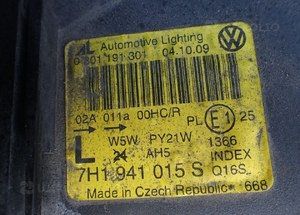 AL Automotive Lighting
0 301 191 301 04.10.09
02A 011a 00HC/R PL E1 25
W5W PY21W 1366
L 24 AH5 INDEX
7H1 941 015 S Q16S
Made in Czech Republic 668